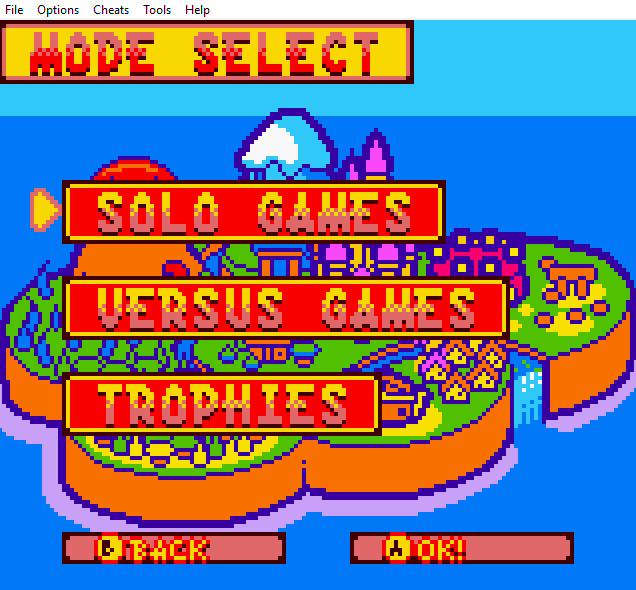 File Options Cheats Tools Help
MODE SELECT
SOLO GAMES
VERSUS GAMES
TROPHIES
B BACK A OK!